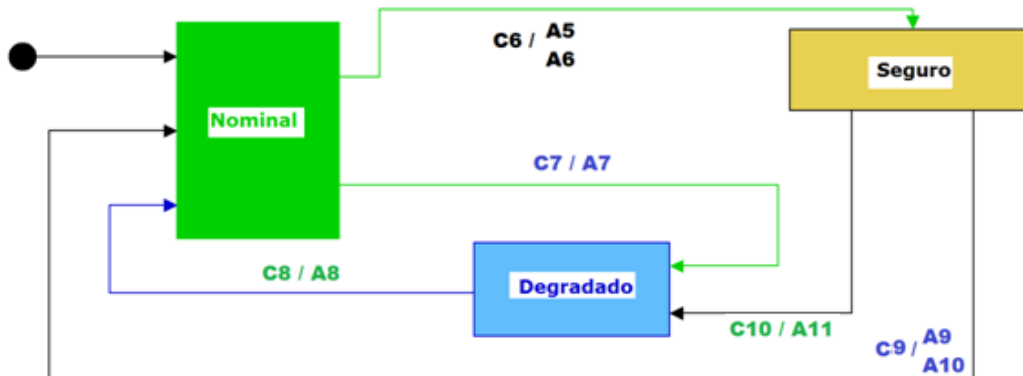 C6 / A5
A6
Seguro
Nominal
C7 / A7
C8 / A8
Degradado
C10 / A11
C9 / A9
A10